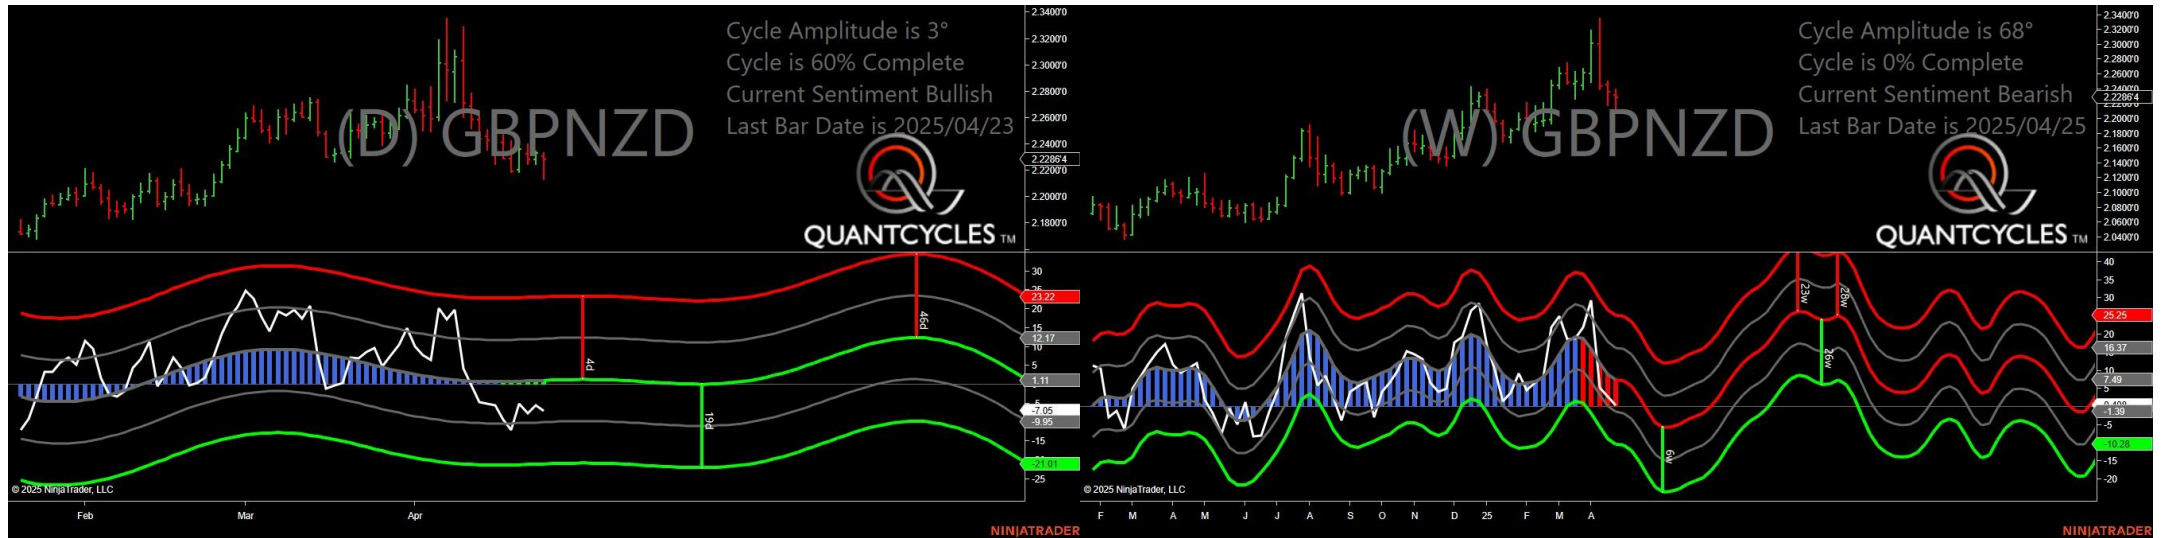 Cycle Amplitude is 3°
Cycle is 60% Complete
Current Sentiment Bullish
Last Bar Date is 2025/04/23
(D) GBPNZD
QUANTCYCLES TM
2.3400'0
2.3200'0
2.3000'0
2.2800'0
2.2600'0
2.2400'0
2.2286'4
2.2200'0
2.2000'0
1.1800'0
30
23.22
20
15
12.17
10
5
1.11
-7.05
-9.95
-15
-21.01
-25
4d
19d
46d
© 2025 NinjaTrader, LLC
Feb Mar Apr
NINJATRADER
Cycle Amplitude is 68°
Cycle is 0% Complete
Current Sentiment Bearish
Last Bar Date is 2025/04/25
(W) GBPNZD
QUANTCYCLES TM
2.3400'0
2.3200'0
2.3000'0
2.2800'0
2.2600'0
2.2286'4
2.2000'0
2.1800'0
2.1600'0
2.1400'0
2.1200'0
2.1000'0
2.0800'0
2.0600'0
2.0400'0
40
35
30
25.25
20
16.37
10
7.49
-1.39
-5
-10.28
-15
-20
6w
23w
26w
28w
© 2025 NinjaTrader, LLC
F M A M J J A S O N D 25 F M A
NINJATRADER